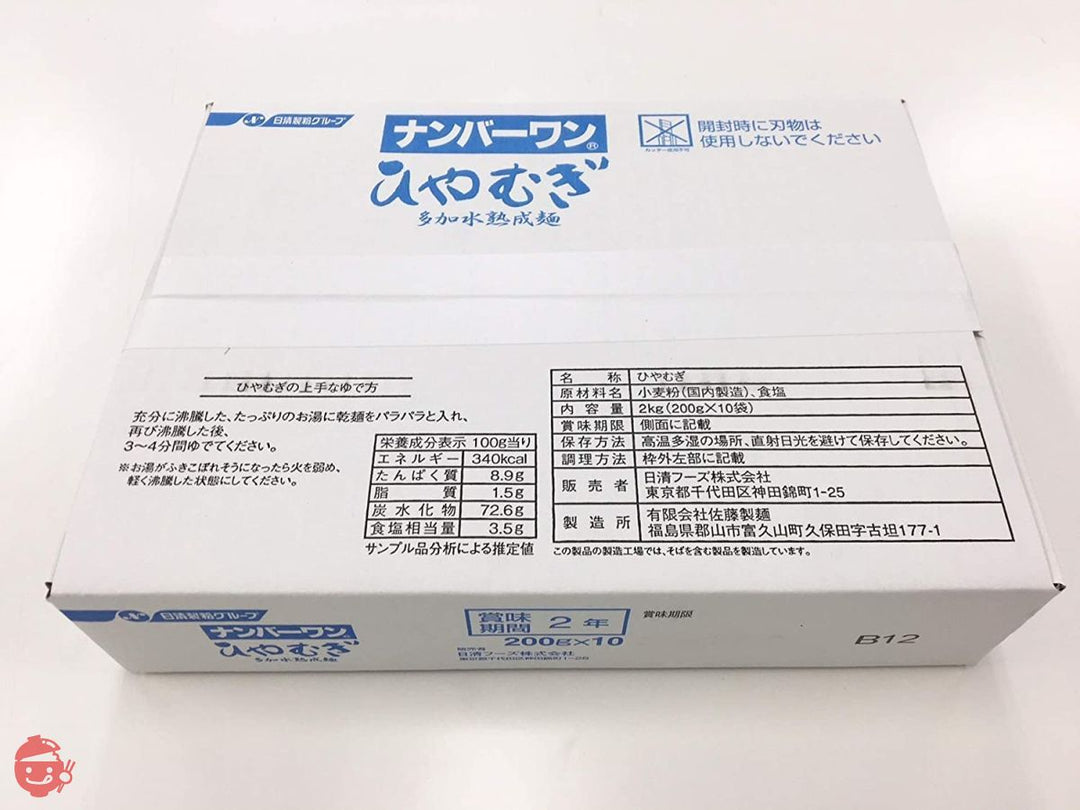 日清製粉グループ
ナンバーワン®
ひやむぎ
多加水熟成麺
開封時に刃物は
使用しないでください
カッター使用不可
ひやむぎの上手なゆで方
充分に沸騰した、たっぷりのお湯に乾麺をパラパラと入れ、
再び沸騰した後、
3〜4分間ゆでてください。
※お湯がふきこぼれそうになったら火を弱め、
軽く沸騰した状態にしてください。
栄養成分表示 100g当り
エネルギー 340kcal
たんぱく質 8.9g
脂質 1.5g
炭水化物 72.6g
食塩相当量 3.5g
サンプル品分析による推定値
名称 ひやむぎ
原材料名 小麦粉(国内製造)、食塩
内容量 2kg(200g×10袋)
賞味期限 側面に記載
保存方法 高温多湿の場所、直射日光を避けて保存してください。
調理方法 枠外左部に記載
販売者 日清フーズ株式会社
東京都千代田区神田錦町1-25
製造所 有限会社佐藤製麺
福島県郡山市富久山町久保田字古坦177-1
この製品の製造工場では、そばを含む製品を製造しています。
日清製粉グループ
ナンバーワン
ひやむぎ
多加水熟成麺
賞味期間 2年
200g×10
販売者
日清フーズ株式会社
東京都千代田区神田錦町1-25
賞味期限
B12